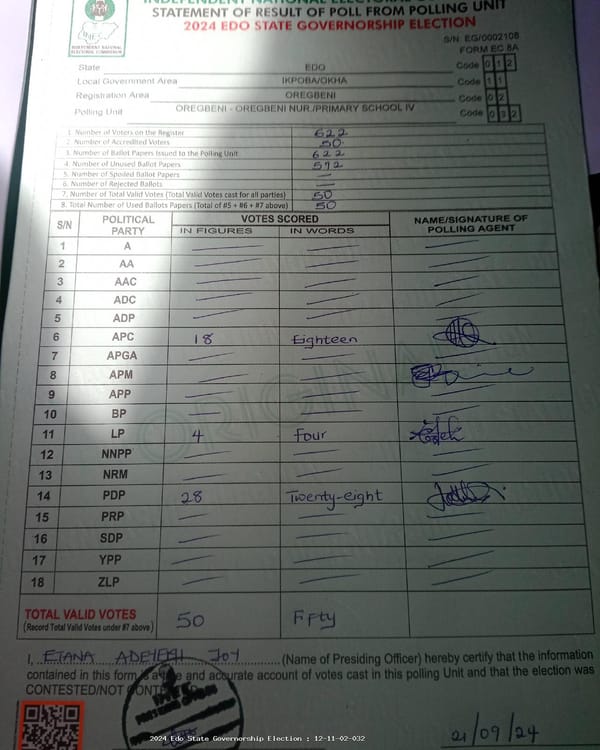 INDEPENDENT NATIONAL ELECTORAL
STATEMENT OF RESULT OF POLL FROM POLLING UNIT
2024 EDO STATE GOVERNORSHIP ELECTION
INEC
INDEPENDENT NATIONAL
ELECTORAL COMMISSION
S/N: EG/0002108
FORM EC 8A
State EDO Code 0 1 2
Local Government Area IKPOBA/OKHA Code 1 1
Registration Area OREGBENI Code 0 2
Polling Unit OREGBENI - OREGBENI NUR./PRIMARY SCHOOL IV Code 0 3 2
1. Number of Voters on the Register 622
2. Number of Accredited Voters 50
3. Number of Ballot Papers Issued to the Polling Unit 622
4. Number of Unused Ballot Papers 572
5. Number of Spoiled Ballot Papers —
6. Number of Rejected Ballots —
7. Number of Total Valid Votes (Total Valid Votes cast for all parties) 50
8. Total Number of Used Ballots Papers (Total of #5 + #6 + #7 above) 50
S/N POLITICAL PARTY VOTES SCORED NAME/SIGNATURE OF POLLING AGENT
IN FIGURES IN WORDS
1 A
2 AA
3 AAC
4 ADC
5 ADP
6 APC 18 Eighteen
7 APGA
8 APM
9 APP
10 BP
11 LP 4 Four
12 NNPP
13 NRM
14 PDP 28 Twenty-eight
15 PRP
16 SDP
17 YPP
18 ZLP
ORIGINAL
TOTAL VALID VOTES 50 Fifty
(Record Total Valid Votes under #7 above)
I, ETANA JOY (Name of Presiding Officer) hereby certify that the information
contained in this form is a true and accurate account of votes cast in this polling Unit and that the election was
CONTESTED/NOT CONTESTED
21/09/24
2024 Edo State Governorship Election : 12-11-02-032